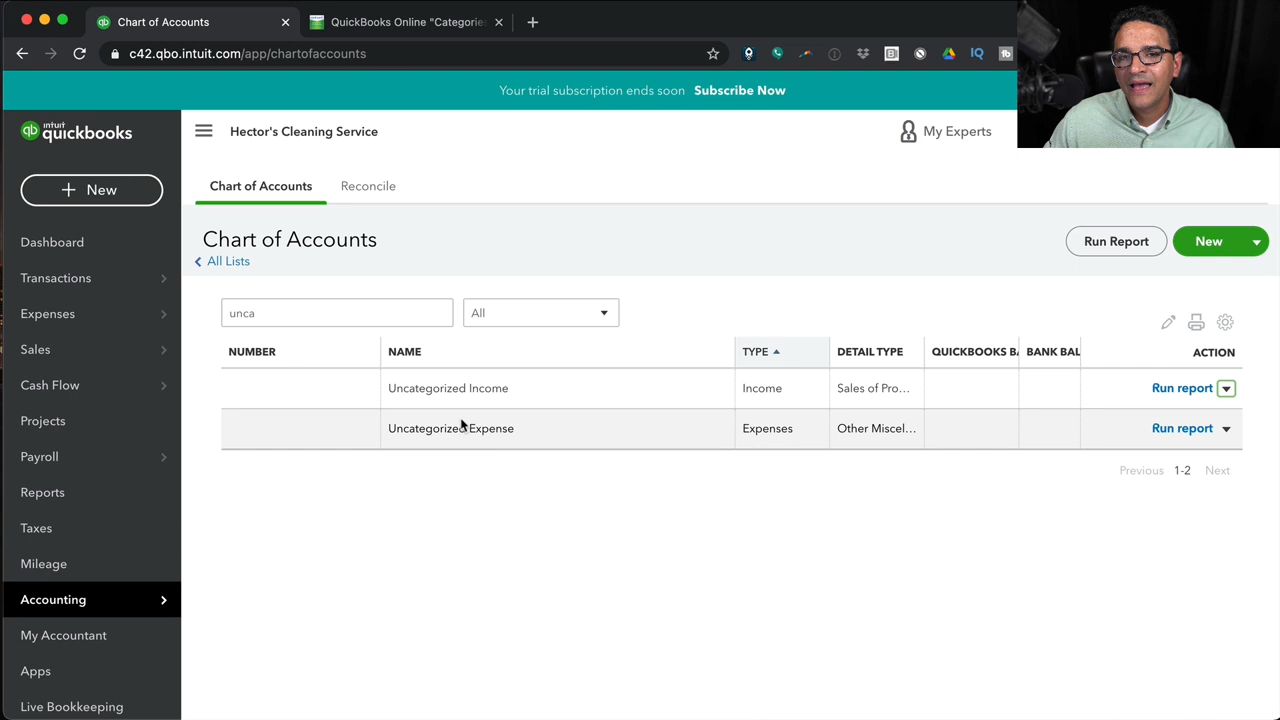 Chart of Accounts
QuickBooks Online "Categories
c42.qbo.intuit.com/app/chartofaccounts
Your trial subscription ends soon Subscribe Now
intuit quickbooks
Hector's Cleaning Service
My Experts
+ New
Chart of Accounts
Reconcile
Chart of Accounts
All Lists
Run Report
New
Dashboard
Transactions
Expenses
Sales
Cash Flow
Projects
Payroll
Reports
Taxes
Mileage
Accounting
My Accountant
Apps
Live Bookkeeping
unca
All
NUMBER NAME TYPE DETAIL TYPE QUICKBOOKS BA BANK BAL ACTION
Uncategorized Income Income Sales of Pro... Run report
Uncategorized Expense Expenses Other Miscel... Run report
Previous 1-2 Next